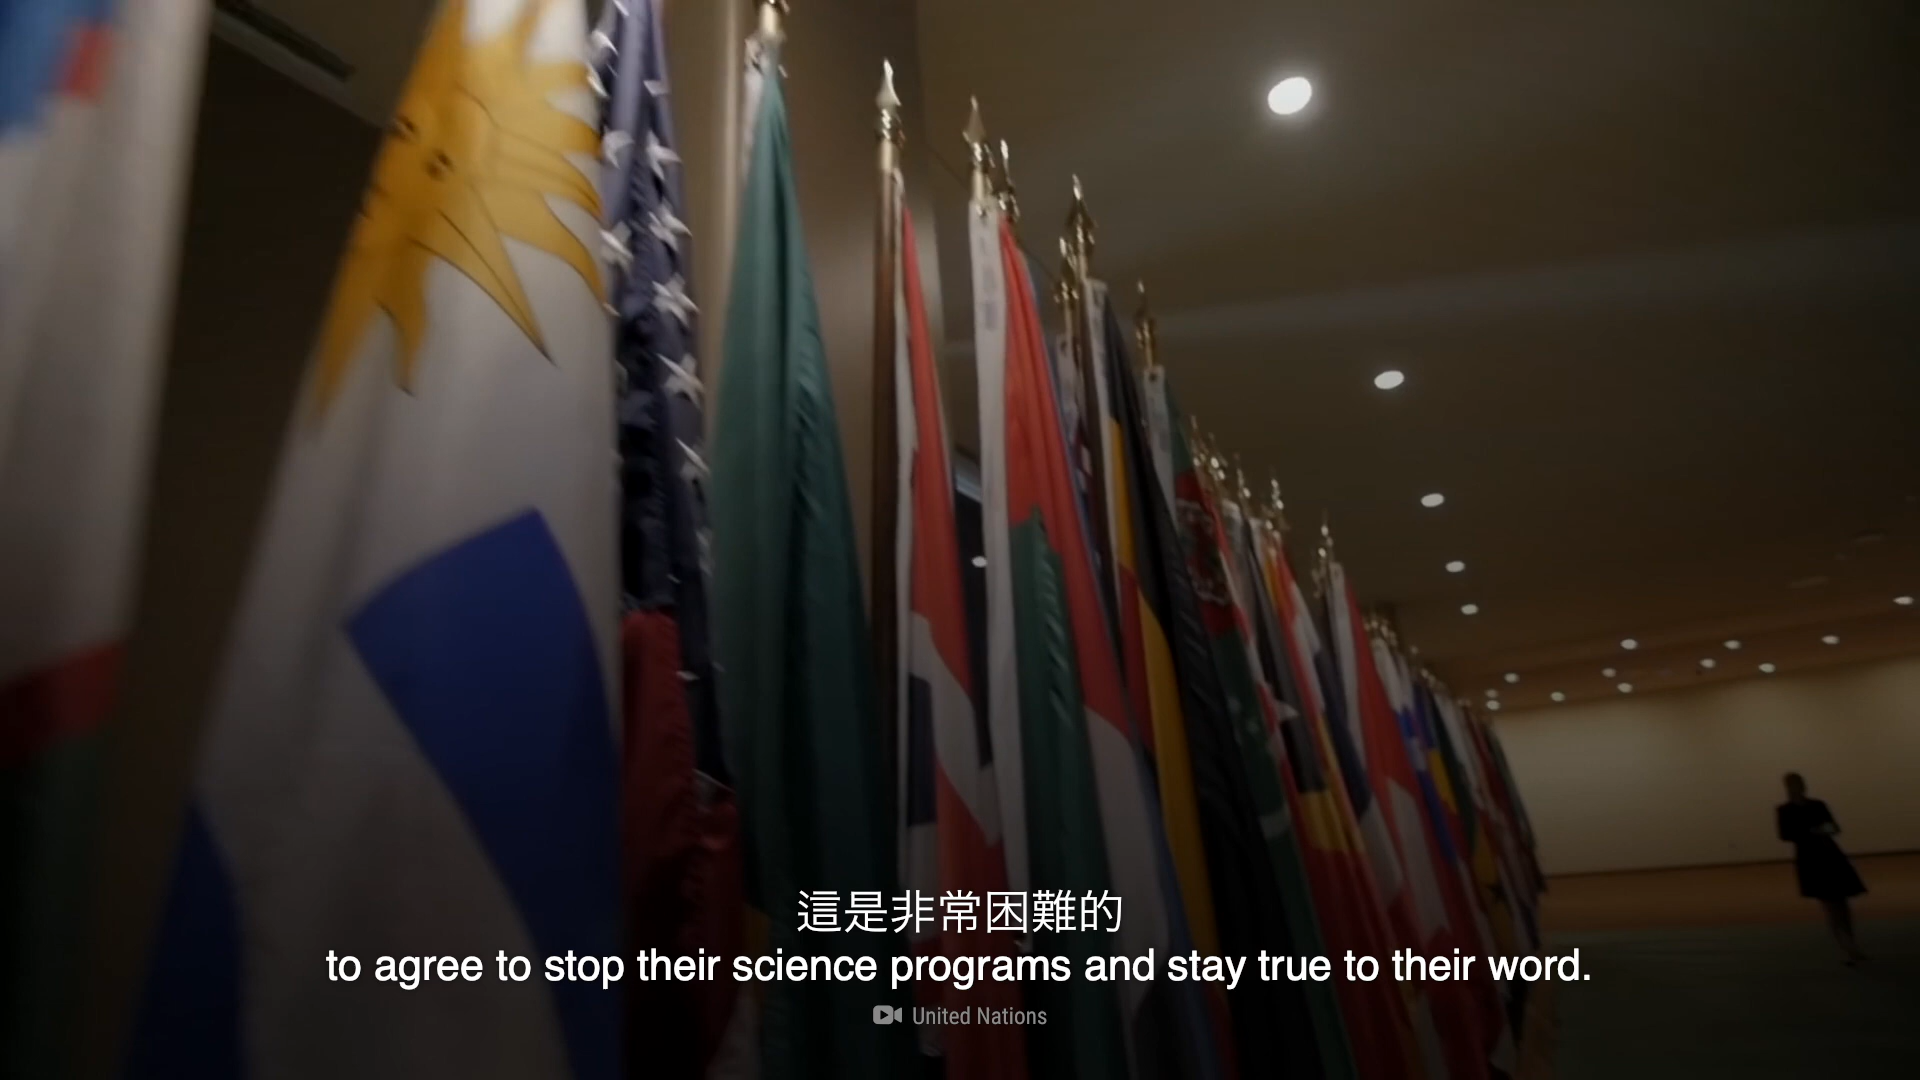 這是非常困難的
to agree to stop their science programs and stay true to their word.
United Nations